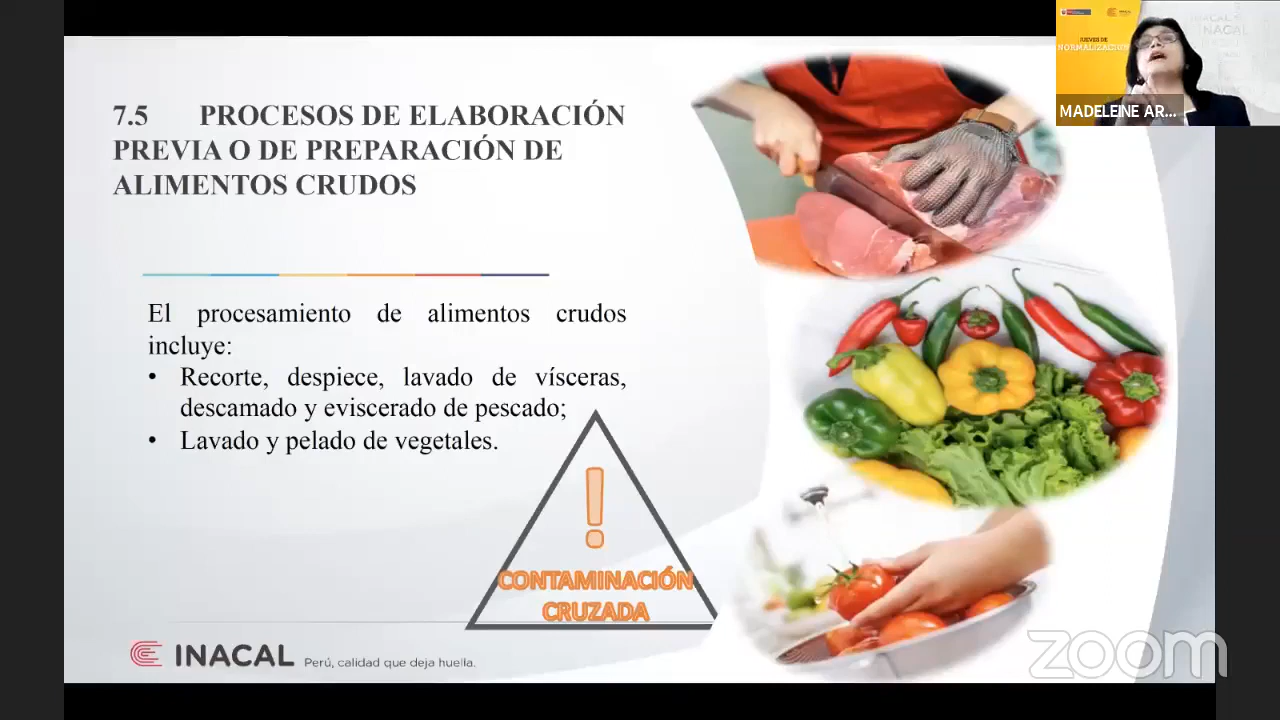 7.5 PROCESOS DE ELABORACIÓN
PREVIA O DE PREPARACIÓN DE
ALIMENTOS CRUDOS
El procesamiento de alimentos crudos
incluye:
• Recorte, despiece, lavado de vísceras,
descamado y eviscerado de pescado;
• Lavado y pelado de vegetales.
!
CONTAMINACIÓN
CRUZADA
INACAL Perú, calidad que deja huella.
JUEVES DE
NORMALIZACIÓN
INACAL
MADELEINE AR...
zoom